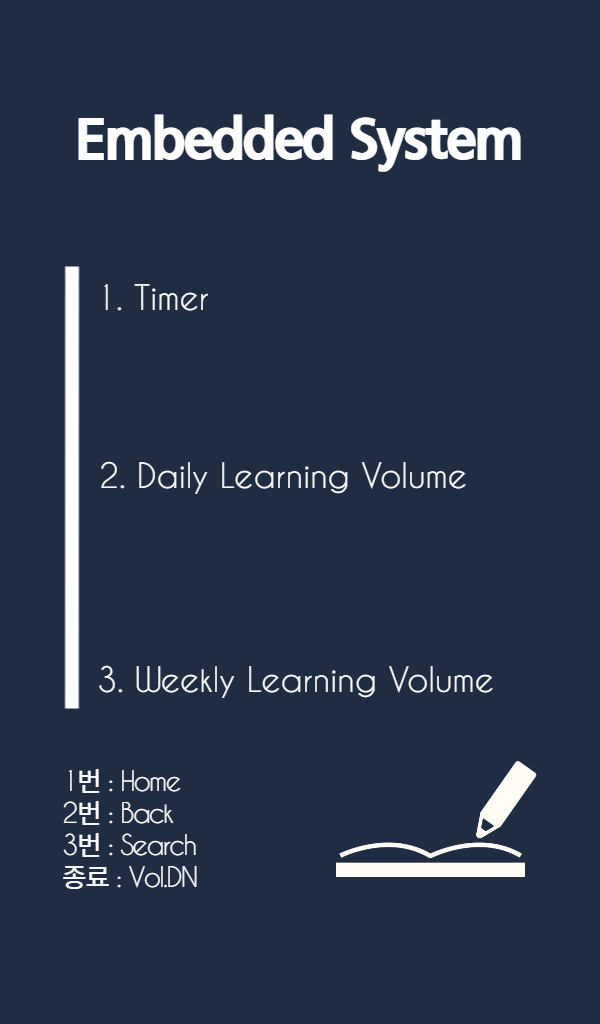 Embedded System
1. Timer
2. Daily Learning Volume
3. Weekly Learning Volume
1번 : Home
2번 : Back
3번 : Search
종료 : Vol.DN